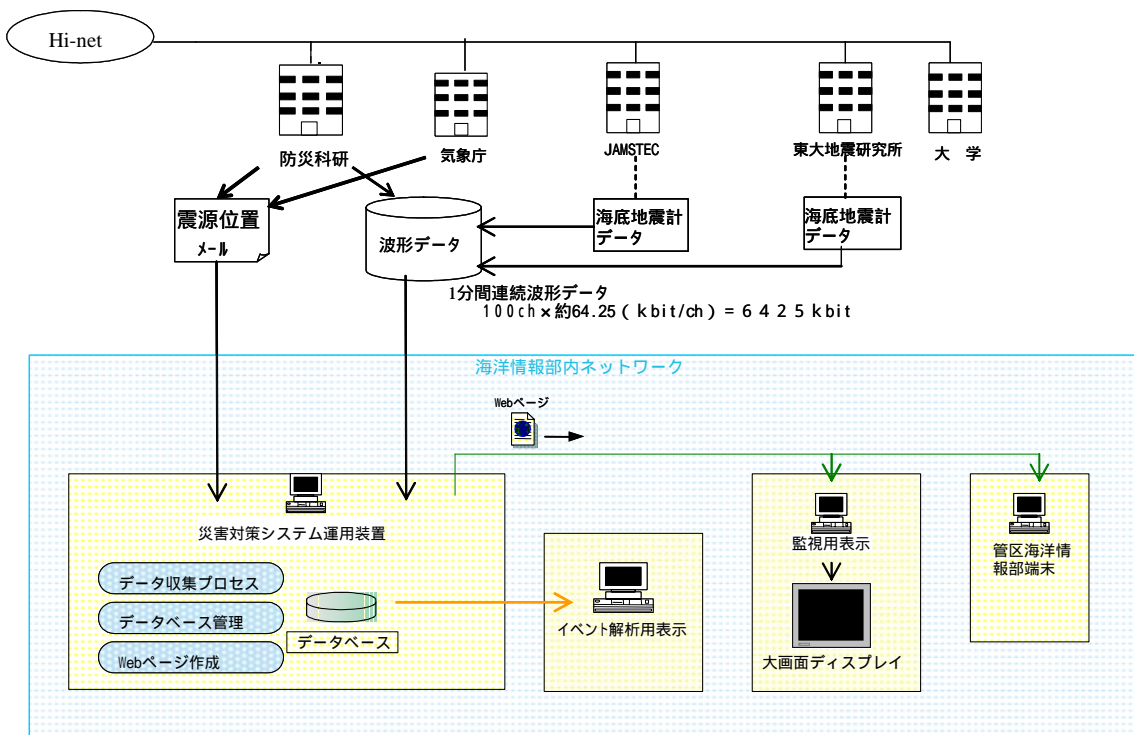 Hi-net
防災科研
気象庁
JAMSTEC
東大地震研究所
大　学
震源位置
メール
波形データ
海底地震計
データ
海底地震計
データ
1分間連続波形データ
100ch×約64.25(kbit/ch)=6425kbit
海洋情報部内ネットワーク
Webページ
災害対策システム運用装置
データ収集プロセス
データベース管理
Webページ作成
データベース
イベント解析用表示
監視用表示
大画面ディスプレイ
管区海洋情
報部端末